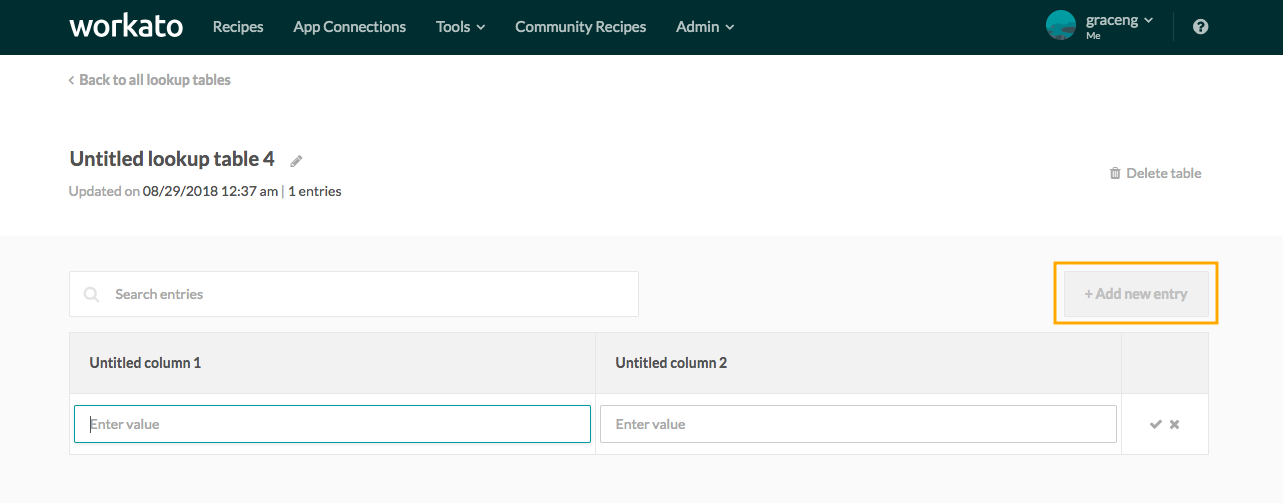 workato Recipes App Connections Tools Community Recipes Admin graceng
Me
Back to all lookup tables
Untitled lookup table 4
Delete table
Updated on 08/29/2018 12:37 am | 1 entries
Search entries + Add new entry
Untitled column 1 Untitled column 2
Enter value Enter value